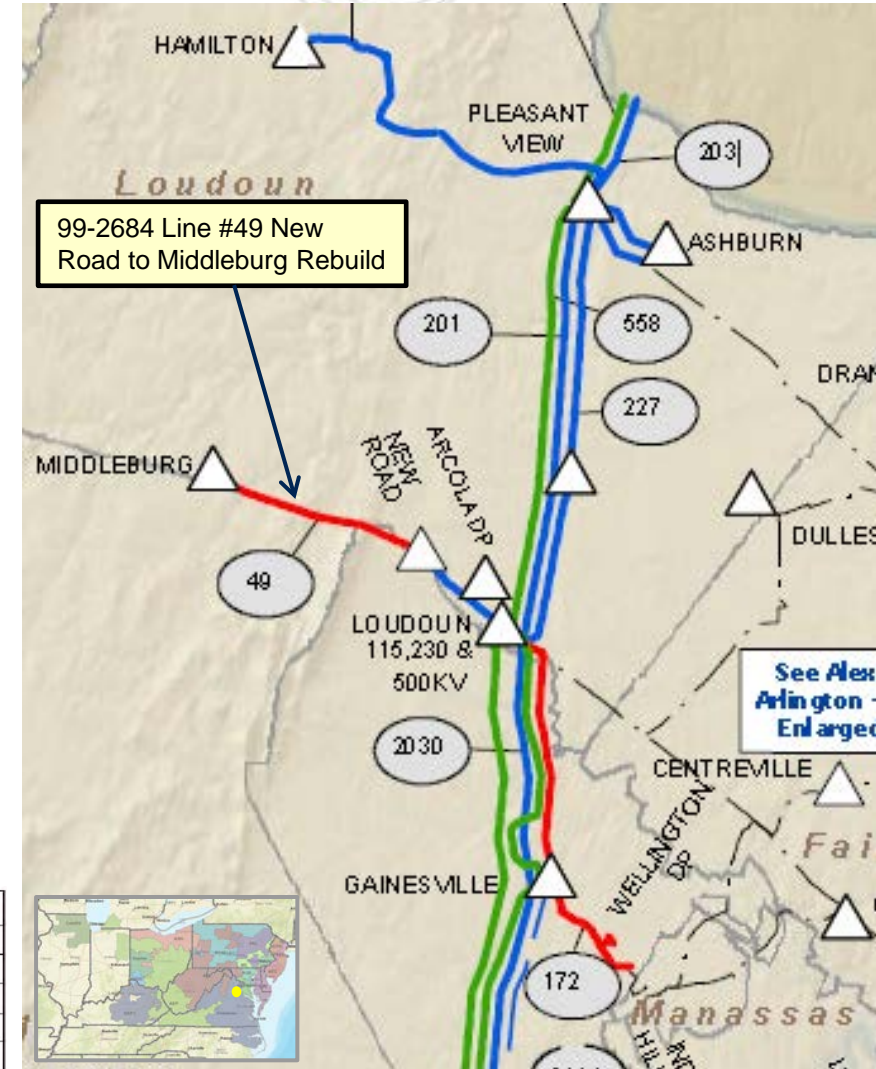 HAMILTON
PLEASANT
VIEW
203
Loudoun
99-2684 Line #49 New
Road to Middleburg Rebuild
ASHBURN
201
558
227
MIDDLEBURG
NEW
ROAD
ARCOLA DP
DULLES
49
LOUDOUN
115,230 &
500KV
See Alex
Arlington -
Enlarged
2030
CENTREVILLE
WELLINGTON
DP
Fai
GAINESVILLE
172
Manassas